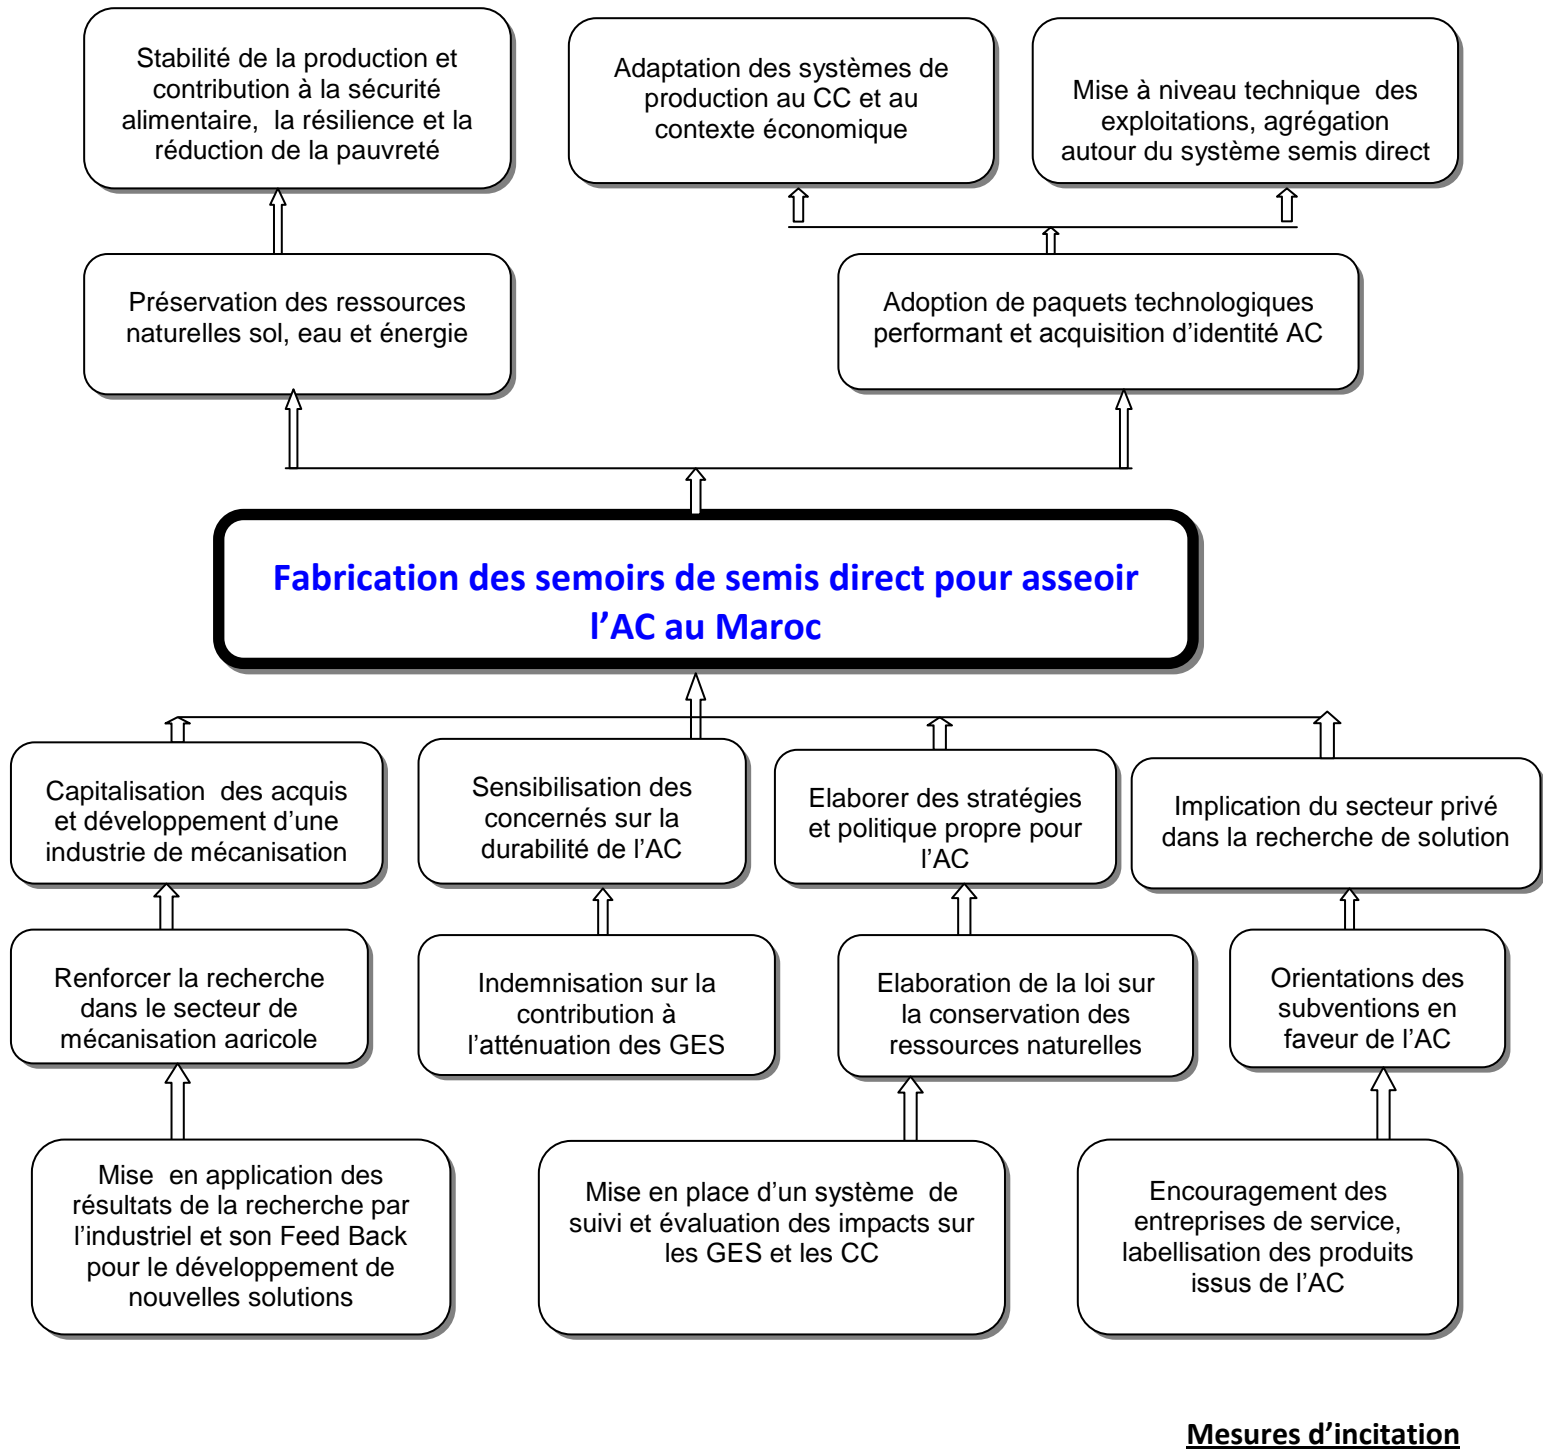 Stabilité de la production et
contribution à la sécurité
alimentaire, la résilience et la
réduction de la pauvreté
Adaptation des systèmes de
production au CC et au
contexte économique
Mise à niveau technique des
exploitations, agrégation
autour du système semis direct
Préservation des ressources
naturelles sol, eau et énergie
Adoption de paquets technologiques
performant et acquisition d’identité AC
Fabrication des semoirs de semis direct pour asseoir
l’AC au Maroc
Capitalisation des acquis
et développement d’une
industrie de mécanisation
Sensibilisation des
concernés sur la
durabilité de l’AC
Elaborer des stratégies
et politique propre pour
l’AC
Implication du secteur privé
dans la recherche de solution
Renforcer la recherche
dans le secteur de
mécanisation agricole
Indemnisation sur la
contribution à
l’atténuation des GES
Elaboration de la loi sur
la conservation des
ressources naturelles
Orientations des
subventions en
faveur de l’AC
Mise en application des
résultats de la recherche par
l’industriel et son Feed Back
pour le développement de
nouvelles solutions
Mise en place d’un système de
suivi et évaluation des impacts sur
les GES et les CC
Encouragement des
entreprises de service,
labellisation des produits
issus de l’AC
Mesures d’incitation